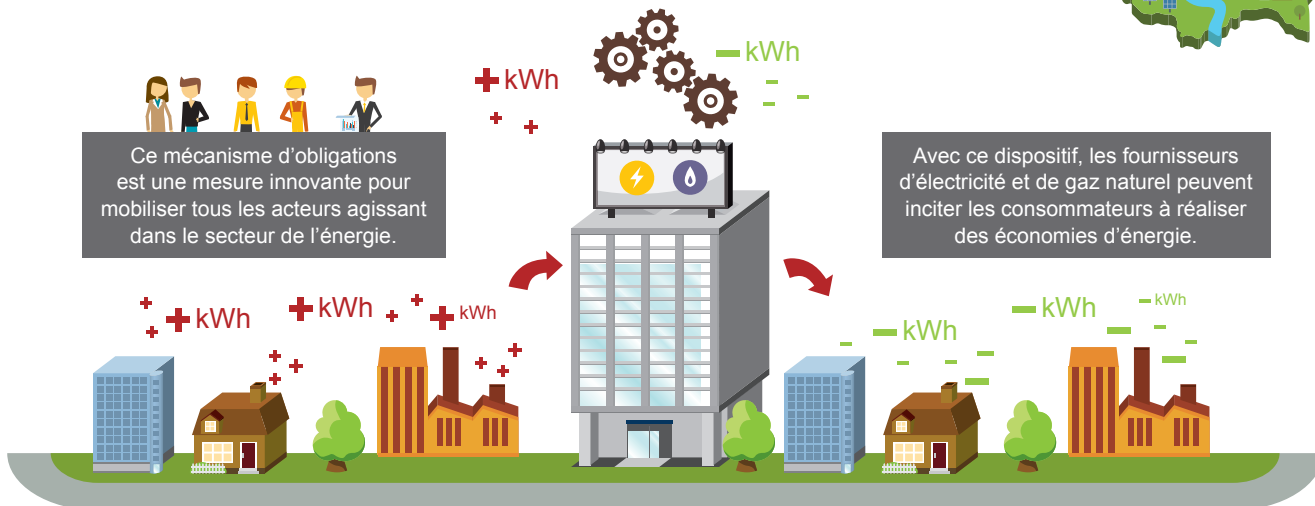 kWh
kWh
Ce mécanisme d'obligations
est une mesure innovante pour
mobiliser tous les acteurs agissant
dans le secteur de l'énergie.
Avec ce dispositif, les fournisseurs
d'électricité et de gaz naturel peuvent
inciter les consommateurs à réaliser
des économies d'énergie.
+ kWh
+ kWh
+ kWh
- kWh
- kWh
- kWh